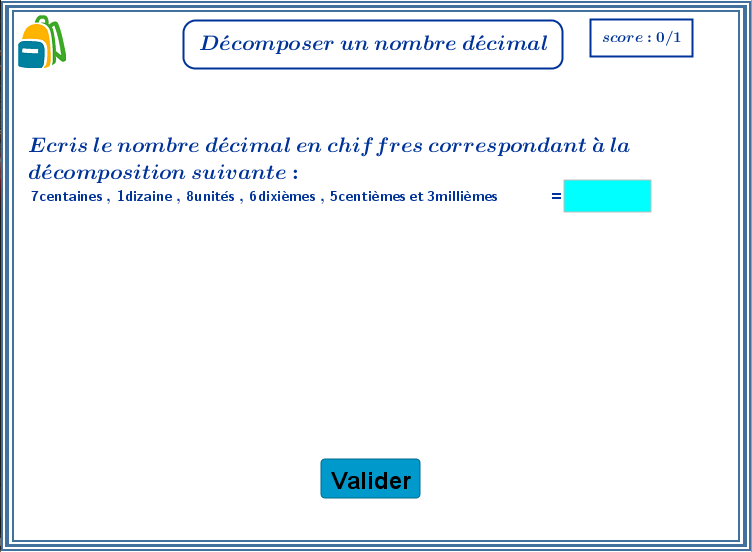 Décomposer un nombre décimal
score : 0/1
Ecris le nombre décimal en chiffres correspondant à la
décomposition suivante :
7centaines , 1dizaine , 8unités , 6dixièmes , 5centièmes et 3millièmes =
Valider